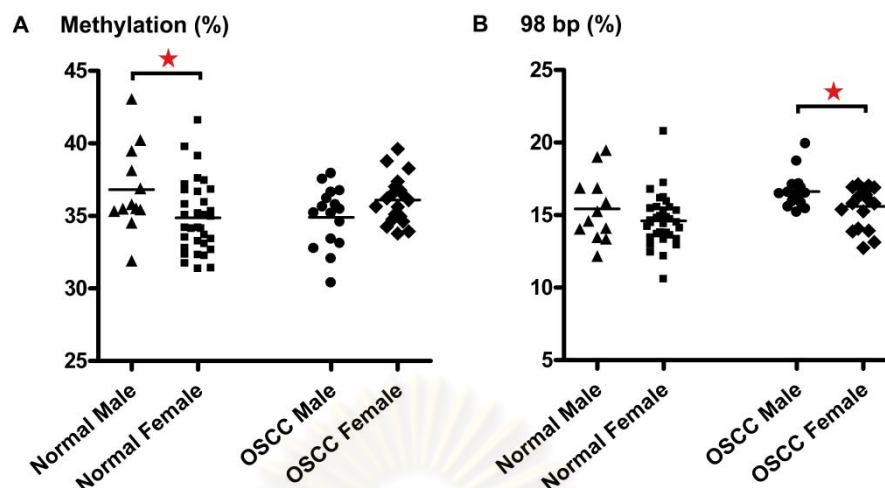 A Methylation (%)
45
40
35
30
25
Normal Male
Normal Female
OSCC Male
OSCC Female
B 98 bp (%)
25
20
15
10
5
Normal Male
Normal Female
OSCC Male
OSCC Female